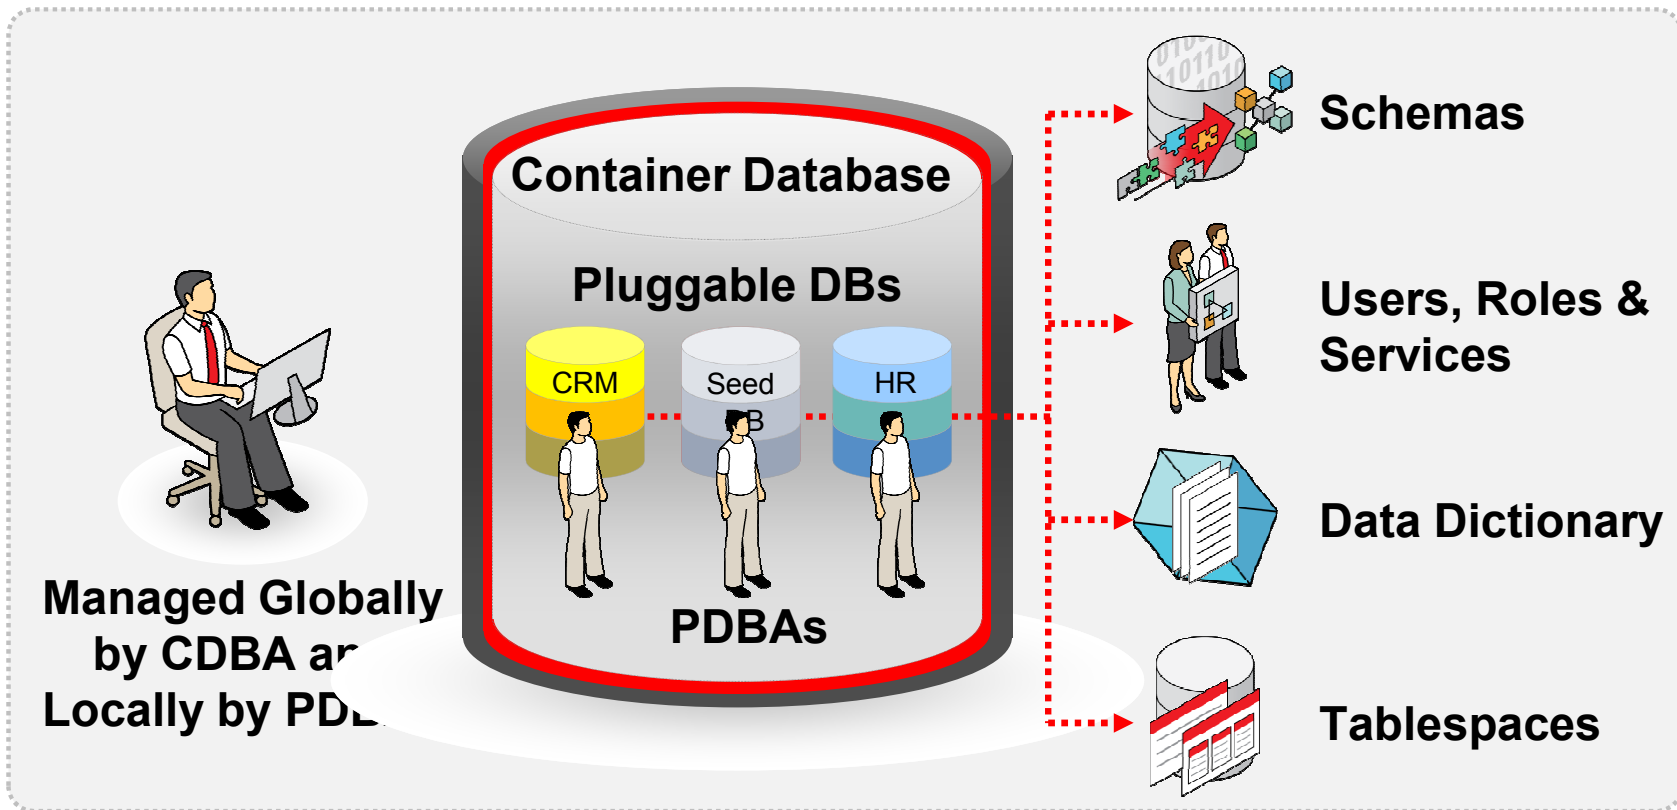 Container Database
Pluggable DBs
CRM
Seed
HR
PDBAs
Managed Globally
by CDBA
Locally by
Schemas
Users, Roles &
Services
Data Dictionary
Tablespaces